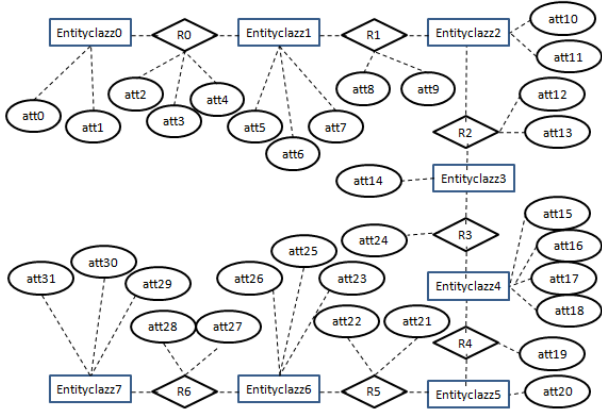 Entityclazz0
R0
Entityclazz1
R1
Entityclazz2
att10
att11
att0
att1
att2
att3
att4
att5
att6
att7
att8
att9
att12
R2
att13
att14
Entityclazz3
att15
att24
R3
att16
att25
att26
att23
att30
att31
att29
att17
Entityclazz4
att18
att28
att27
att22
att21
R4
att19
Entityclazz7
R6
Entityclazz6
R5
Entityclazz5
att20